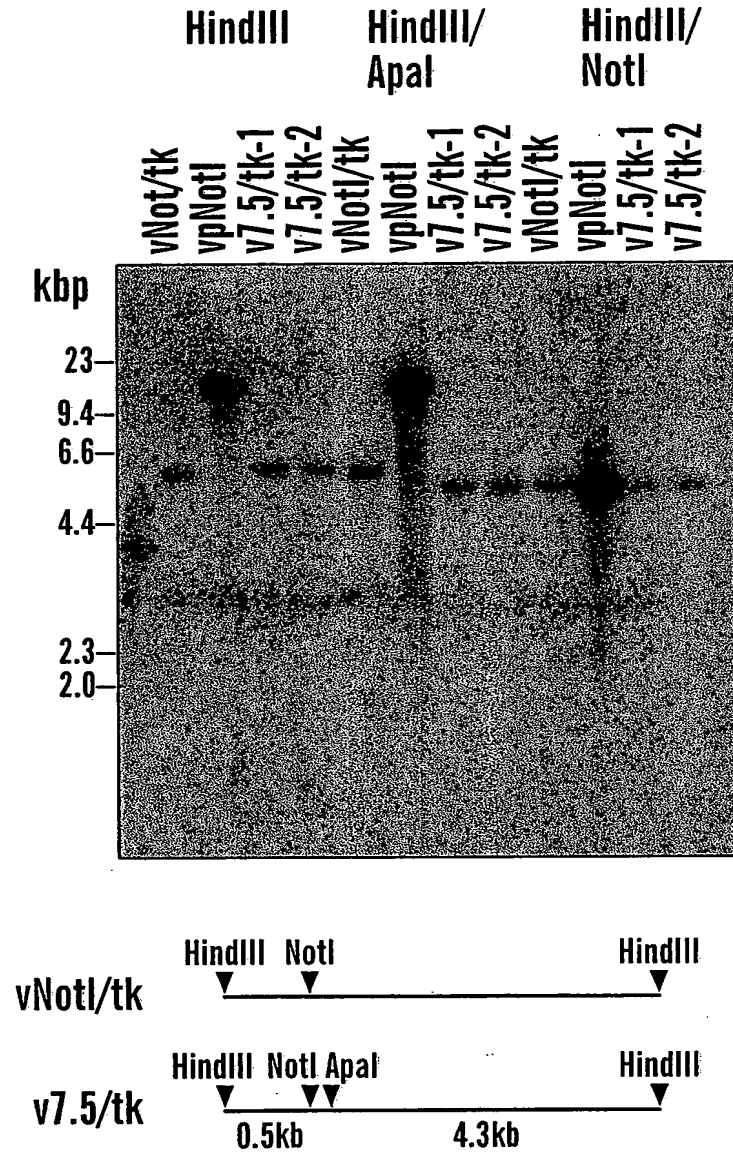 HindIII HindIII/ HindIII/
ApaI NotI
vNot/tk
vpNotI
v7.5/tk-1
v7.5/tk-2
vNotI/tk
vpNotI
v7.5/tk-1
v7.5/tk-2
vNotI/tk
vpNotI
v7.5/tk-1
v7.5/tk-2
kbp
23
9.4
6.6
4.4
2.3
2.0
HindIII NotI HindIII
vNotI/tk
HindIII NotI ApaI HindIII
v7.5/tk
0.5kb 4.3kb